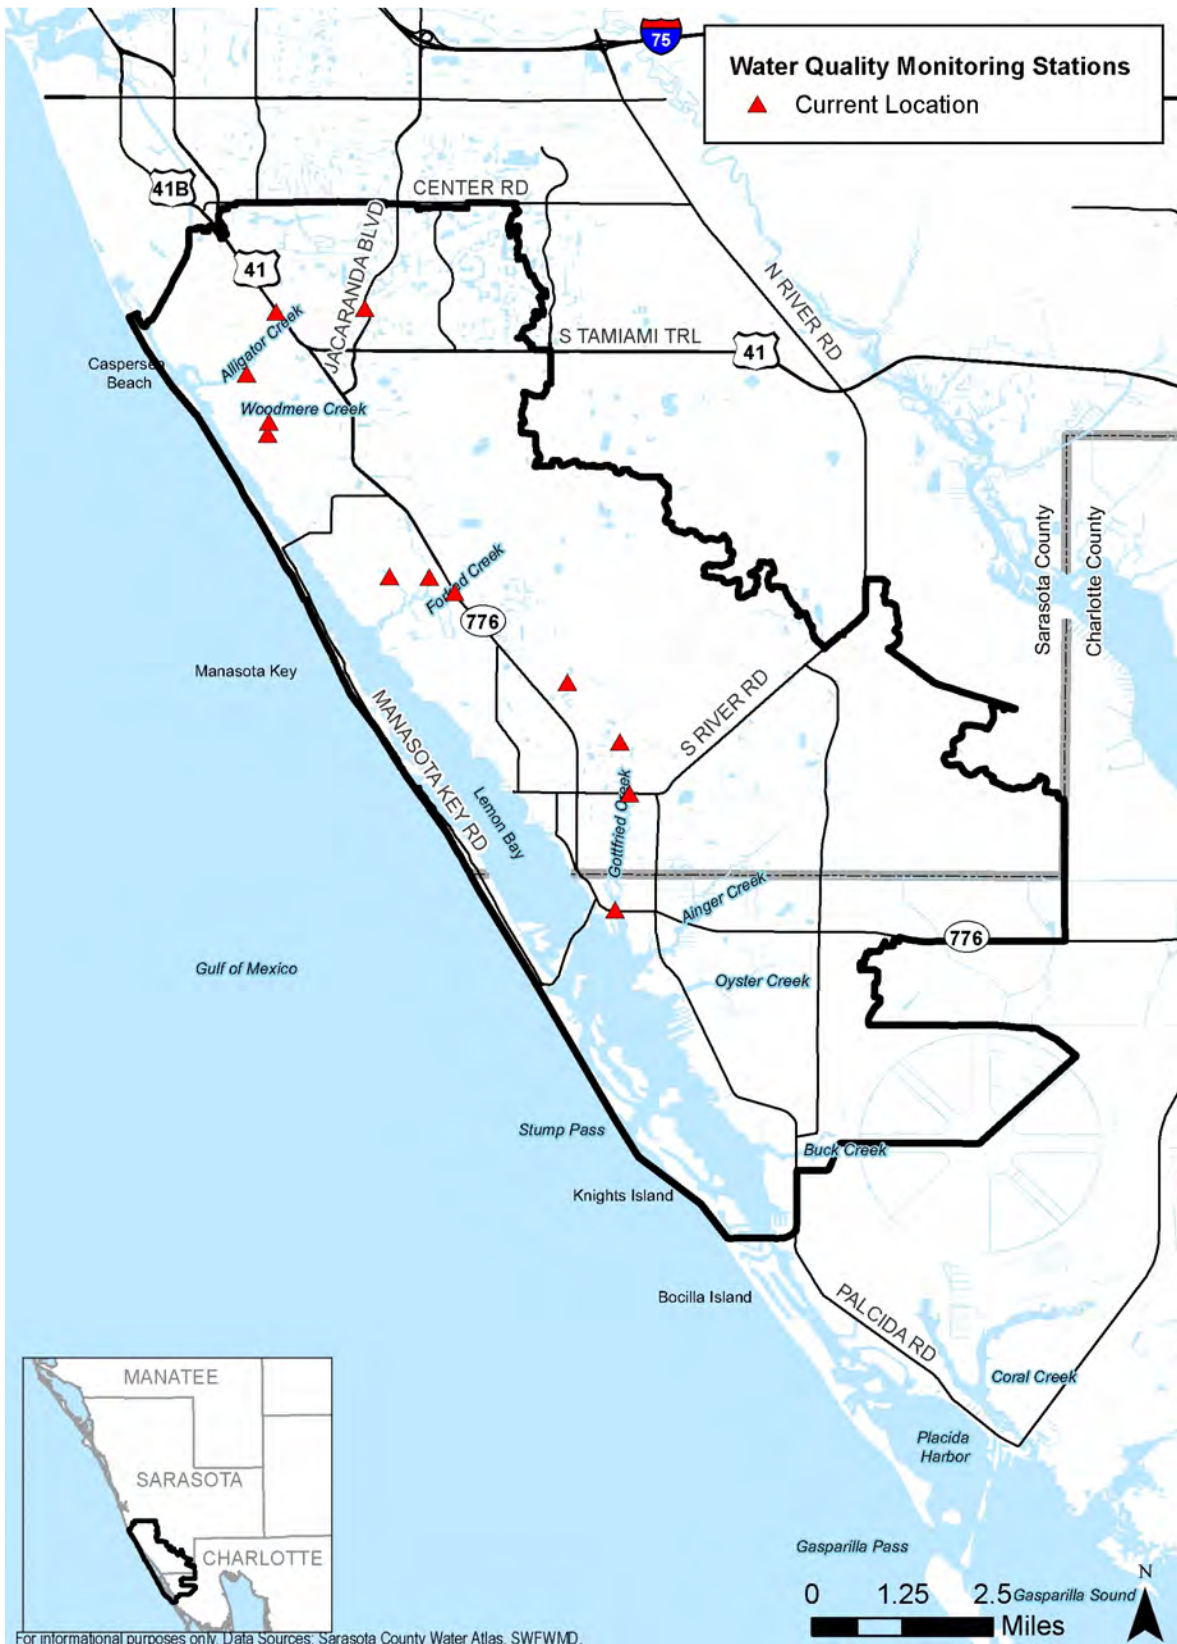 75
Water Quality Monitoring Stations
Current Location
41B
CENTER RD
41
JACARANDA BLVD
N RIVER RD
Alligator Creek
S TAMIAMI TRL
41
Caspersen
Beach
Woodmere Creek
Sarasota County
Charlotte County
Forked Creek
776
Manasota Key
S RIVER RD
MANASOTA KEY RD
Lemon Bay
Gottfried Creek
Ainger Creek
776
Gulf of Mexico
Oyster Creek
Stump Pass
Buck Creek
Knights Island
Bocilla Island
PALCIDA RD
Coral Creek
Placida
Harbor
MANATEE
SARASOTA
CHARLOTTE
Gasparilla Pass
N
0 1.25 2.5
Gasparilla Sound
Miles
For informational purposes only. Data Sources: Sarasota County Water Atlas, SWFWMD.